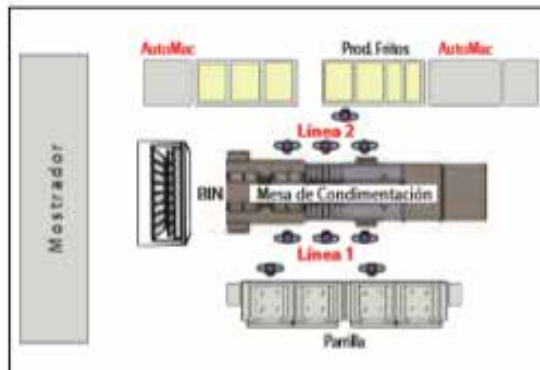 AutoMac
Prod. Fritos
AutoMac
Línea 2
Mostrador
BIN
Mesa de Condimentación
Línea 1
Parrilla